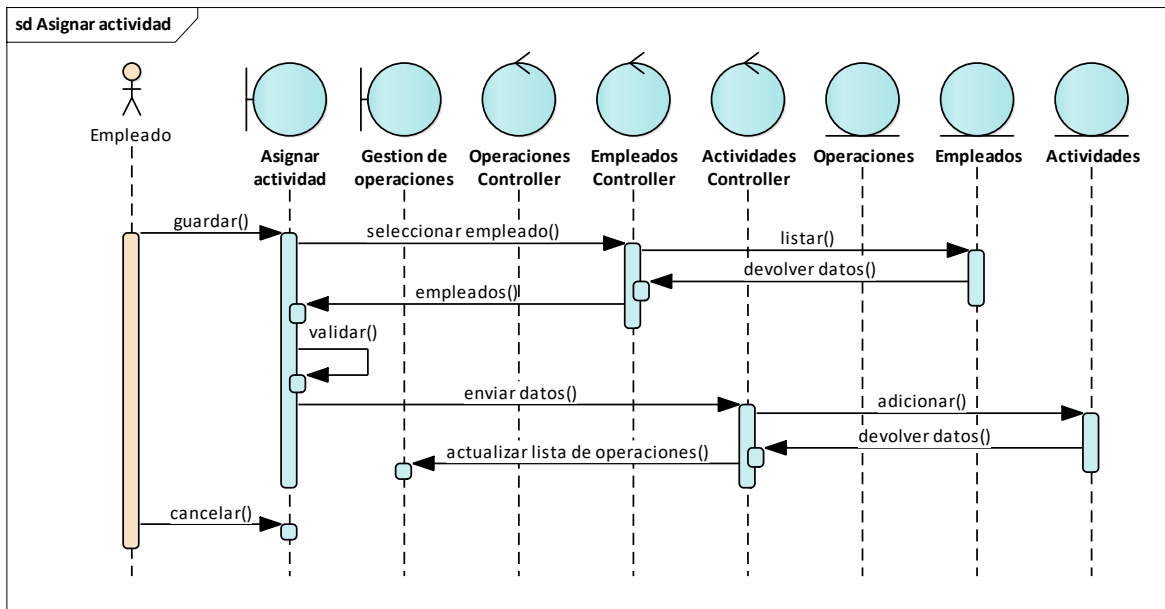 sd Asignar actividad
Empleado
Asignar
actividad
Gestion de
operaciones
Operaciones
Controller
Empleados
Controller
Actividades
Controller
Operaciones
Empleados
Actividades
guardar()
seleccionar empleado()
listar()
devolver datos()
empleados()
validar()
enviar datos()
adicionar()
devolver datos()
actualizar lista de operaciones()
cancelar()